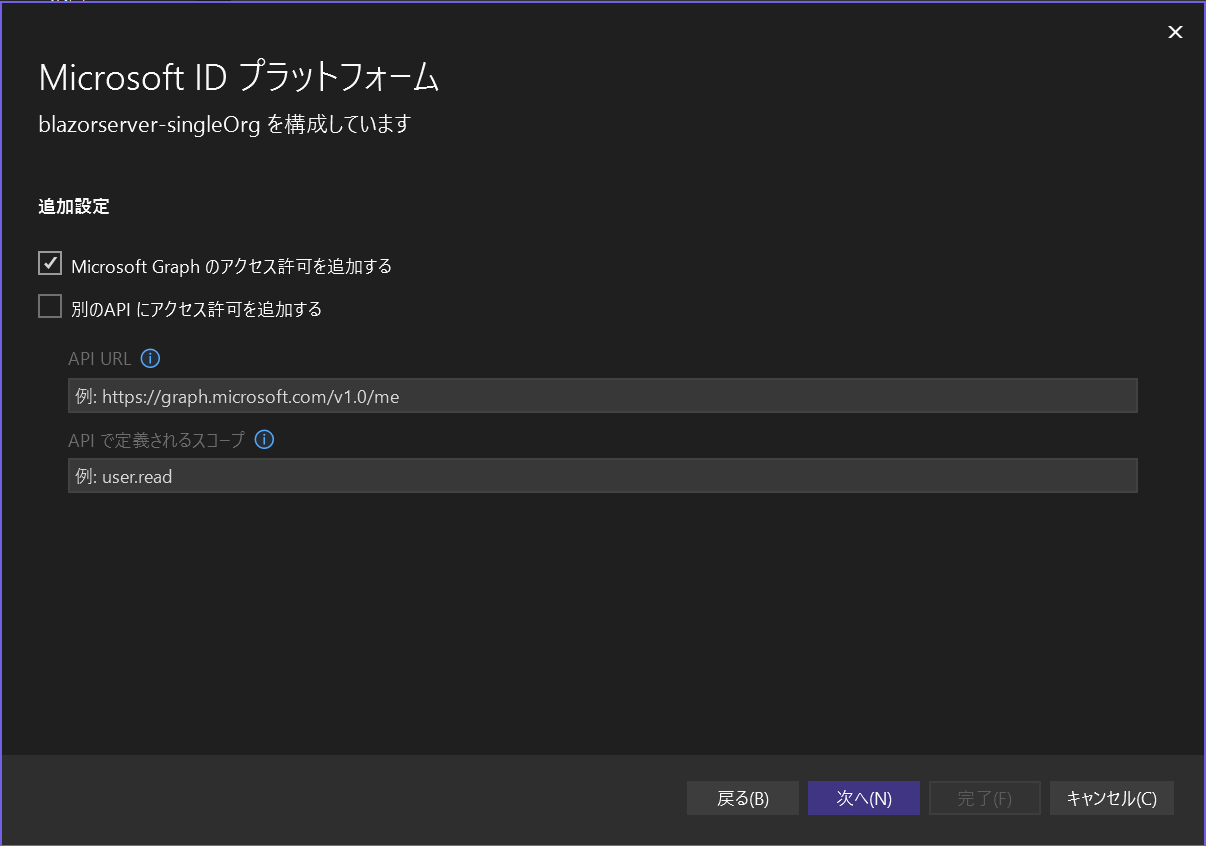 Microsoft ID プラットフォーム
blazorserver-singleOrg を構成しています
追加設定
Microsoft Graph のアクセス許可を追加する
別のAPI にアクセス許可を追加する
API URL
例: https://graph.microsoft.com/v1.0/me
API で定義されるスコープ
例: user.read
戻る(B) 次へ(N) 完了(F) キャンセル(C)